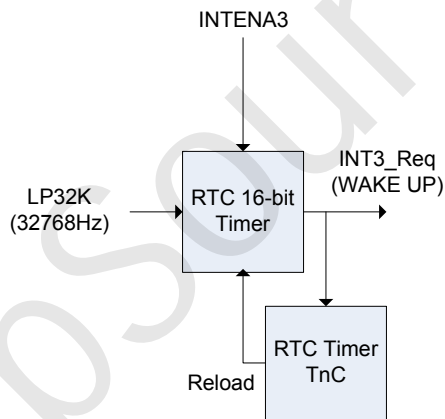 INTENA3
LP32K
(32768Hz)
RTC 16-bit
Timer
INT3_Req
(WAKE UP)
RTC Timer
TnC
Reload